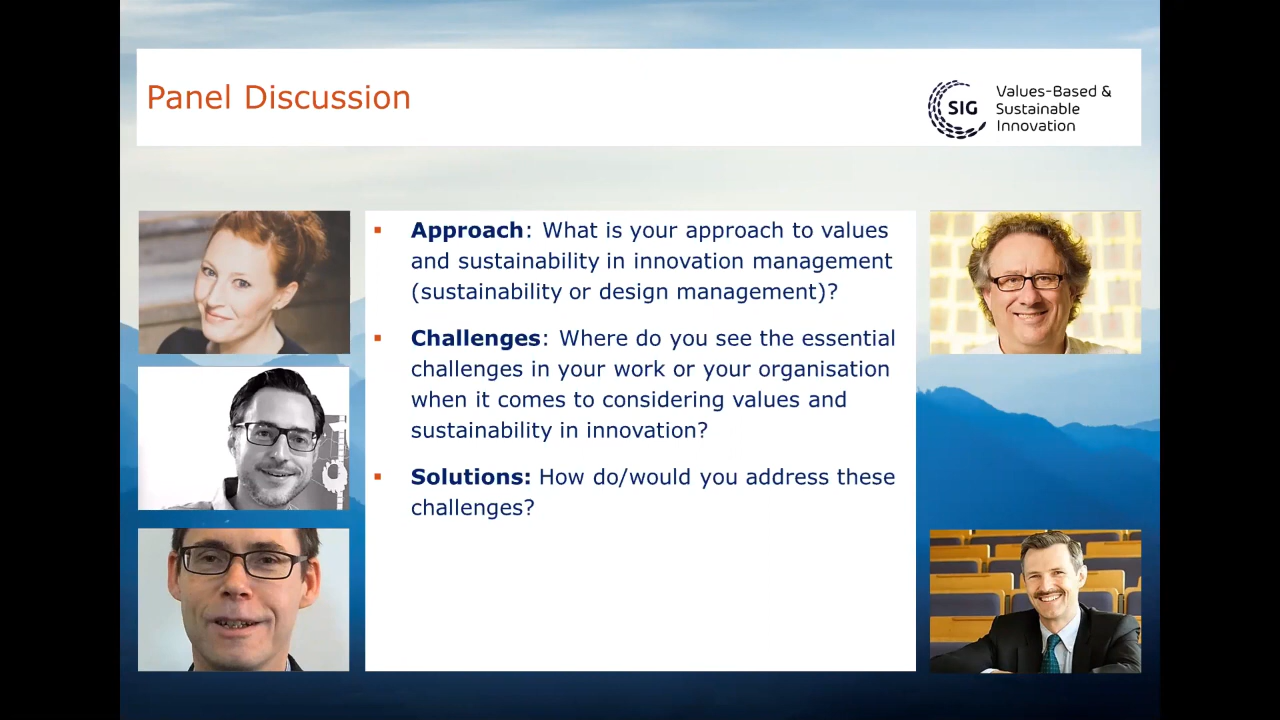 Panel Discussion
SIG
Values-Based &
Sustainable
Innovation
Approach: What is your approach to values
and sustainability in innovation management
(sustainability or design management)?
Challenges: Where do you see the essential
challenges in your work or your organisation
when it comes to considering values and
sustainability in innovation?
Solutions: How do/would you address these
challenges?